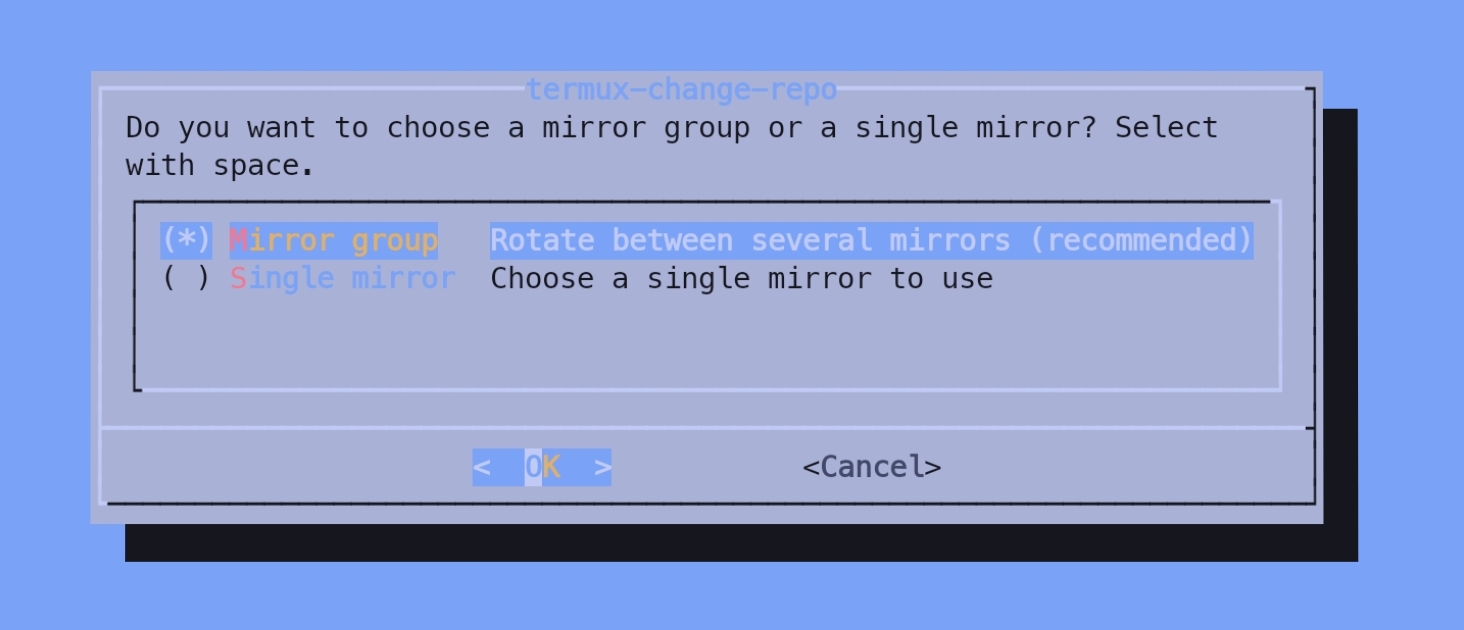 termux-change-repo
Do you want to choose a mirror group or a single mirror? Select
with space.
(*) Mirror group Rotate between several mirrors (recommended)
( ) Single mirror Choose a single mirror to use
< OK > <Cancel>